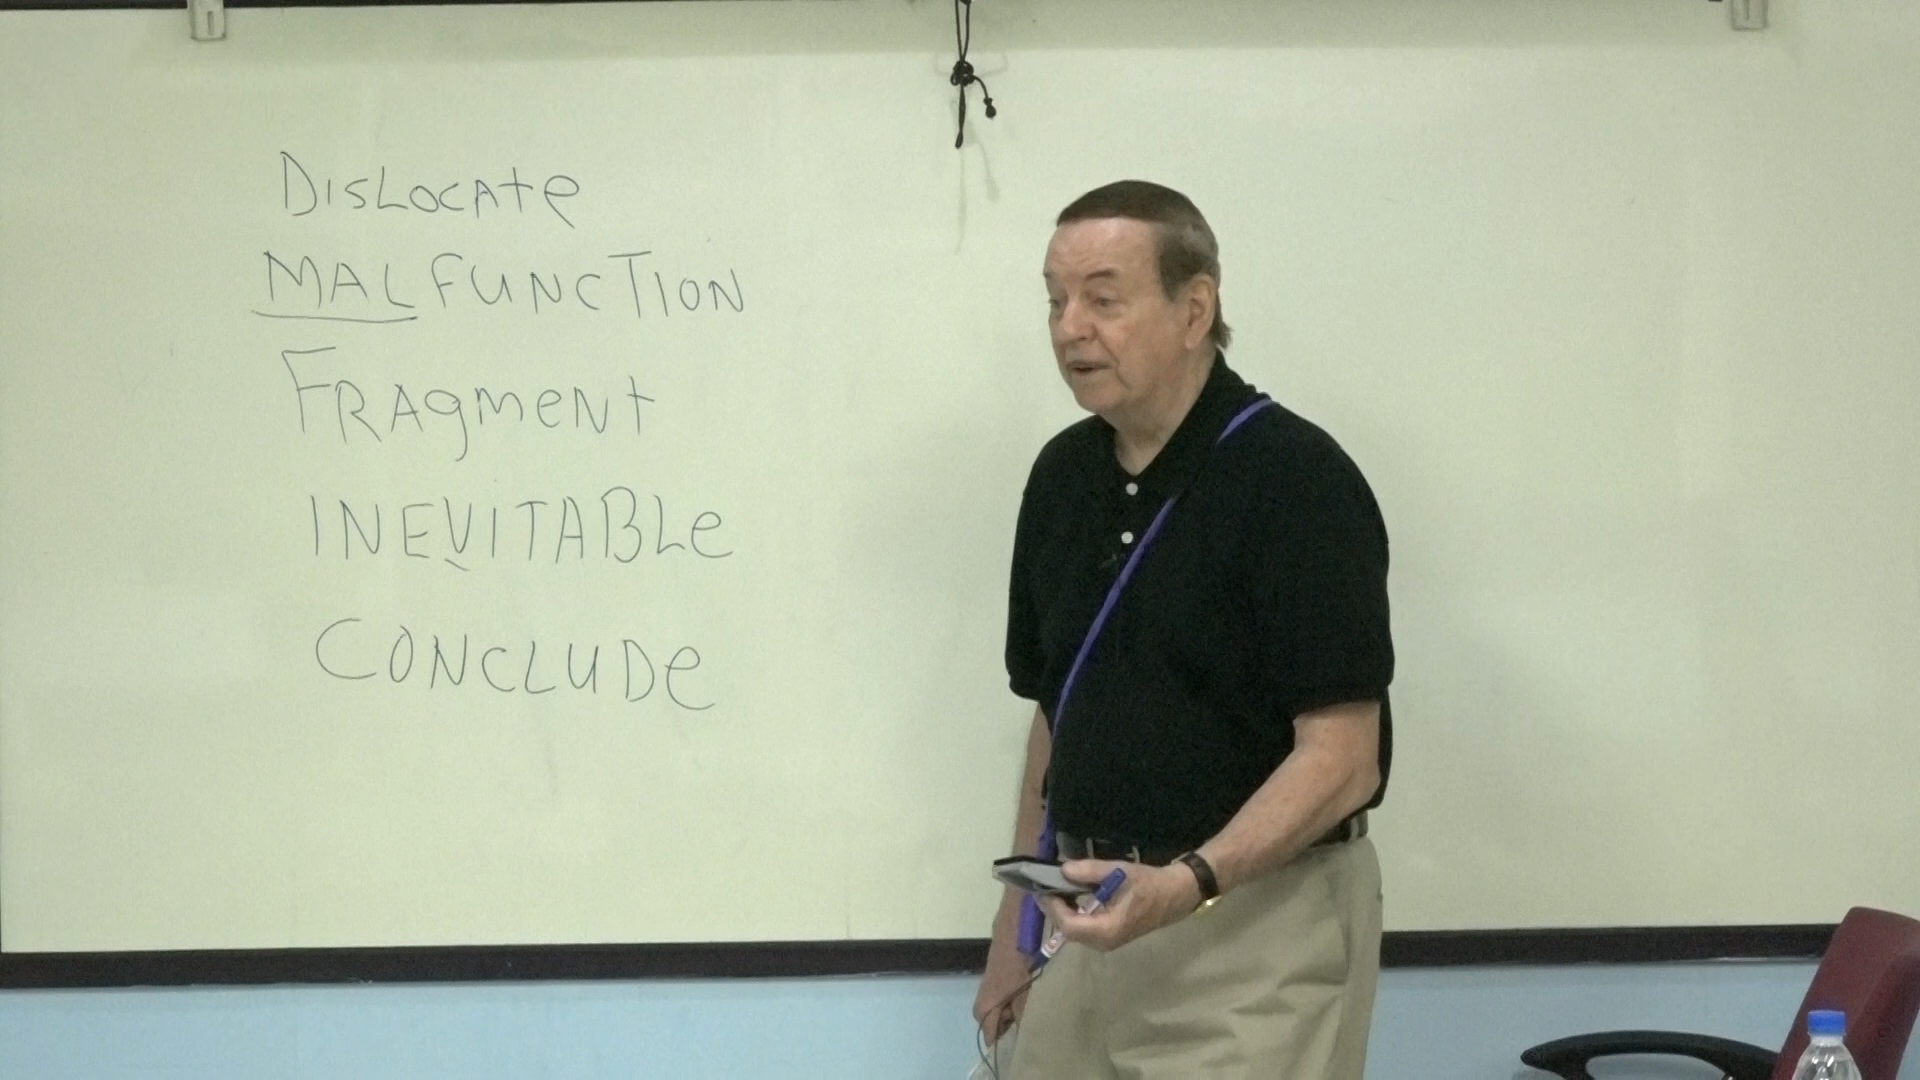 Dislocate
MALFUNCTION
FRAgment
INEVITABLe
CONCLUDe